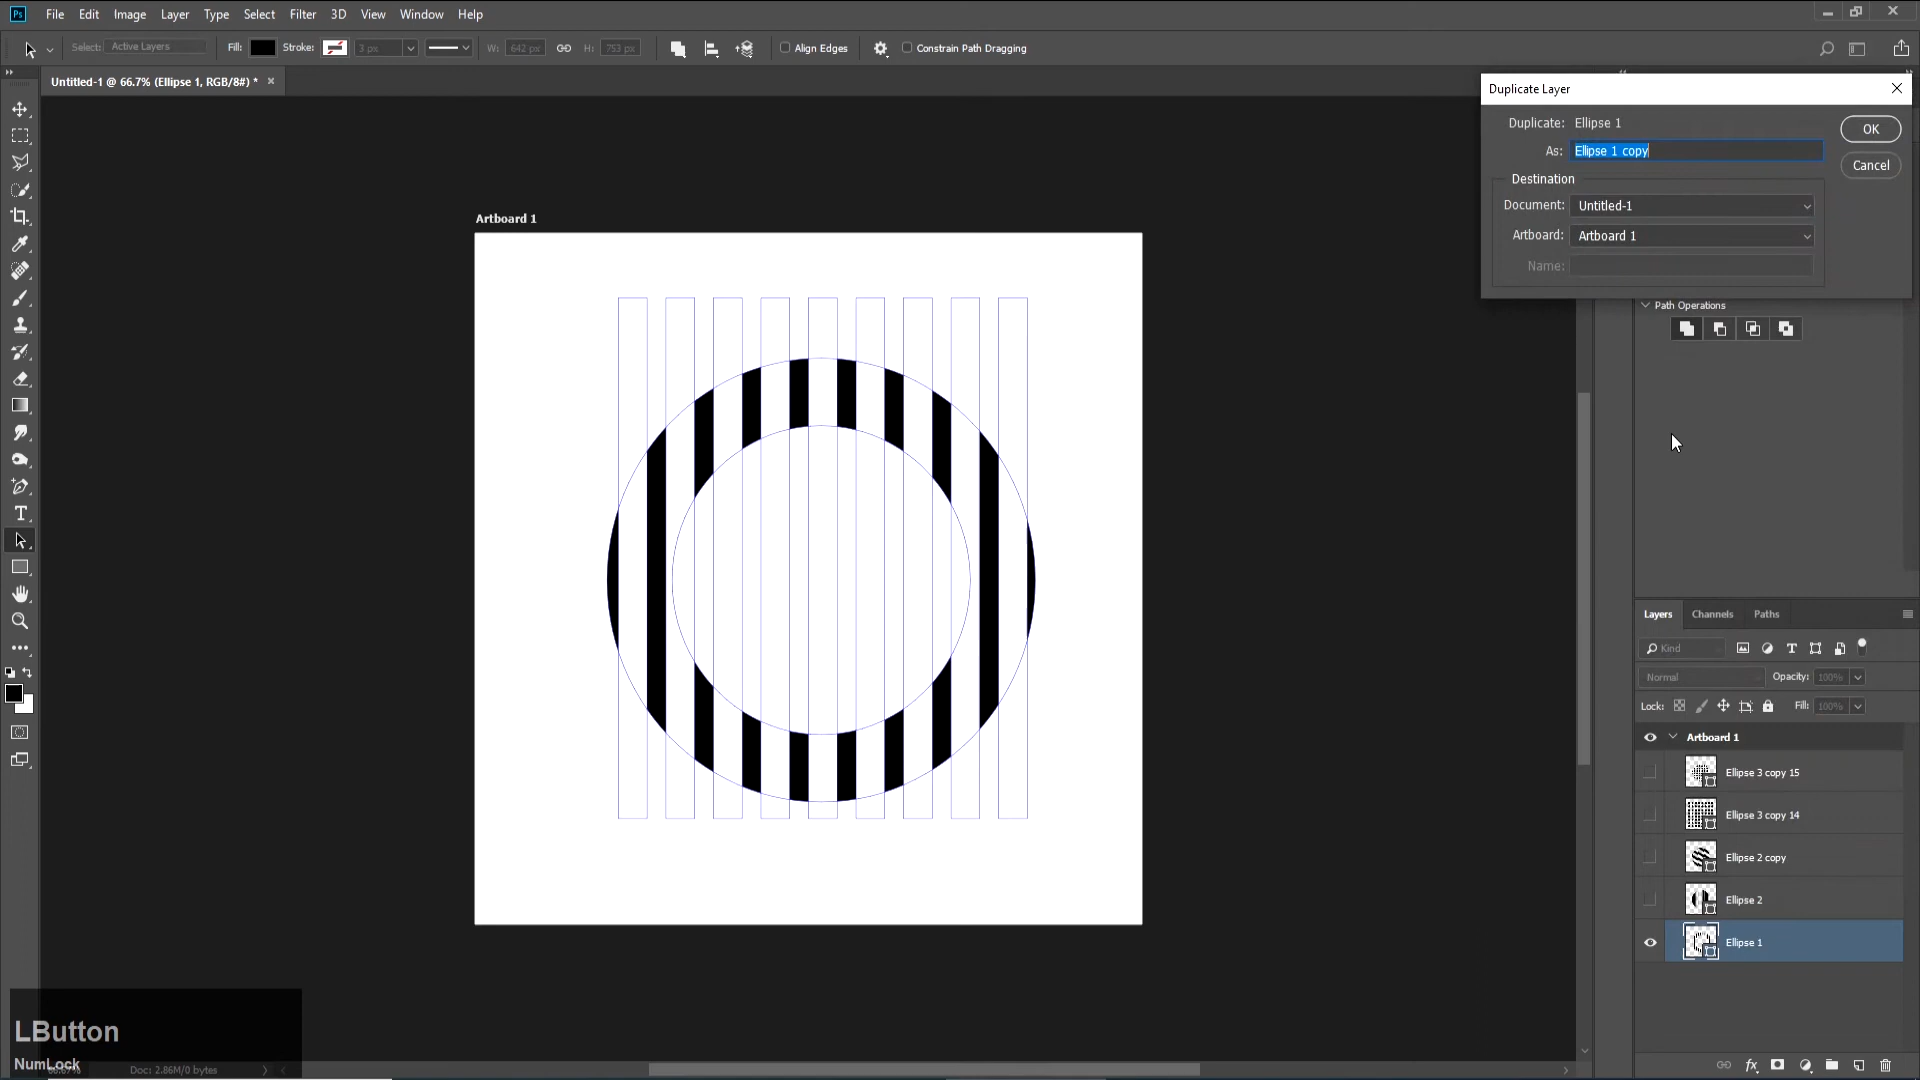 Ps File Edit Image Layer Type Select Filter 3D View Window Help
Select: Active Layers Fill: Stroke: 3 px W: 642 px H: 753 px Align Edges Constrain Path Dragging
Untitled-1 @ 66.7% (Ellipse 1, RGB/8#) * ×
Duplicate Layer
Duplicate: Ellipse 1
OK
As: Ellipse 1 copy
Cancel
Destination
Document: Untitled-1
Artboard: Artboard 1
Name:
Artboard 1
Path Operations
Layers Channels Paths
Kind
Normal Opacity: 100%
Lock: Fill: 100%
Artboard 1
Ellipse 3 copy 15
Ellipse 3 copy 14
Ellipse 2 copy
Ellipse 2
Ellipse 1
LButton
NumLock
Doc: 2.86M/0 bytes
fx